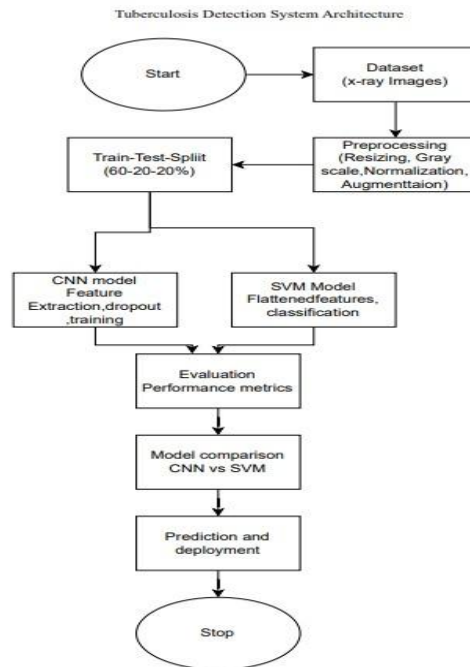 Tuberculosis Detection System Architecture
Start
Dataset
(x-ray Images)
Preprocessing
(Resizing, Gray
scale,Normalization,
Augmenttaion)
Train-Test-Spliit
(60-20-20%)
CNN model
Feature
Extraction,dropout
,training
SVM Model
Flattenedfeatures,
classification
Evaluation
Performance metrics
Model comparison
CNN vs SVM
Prediction and
deployment
Stop